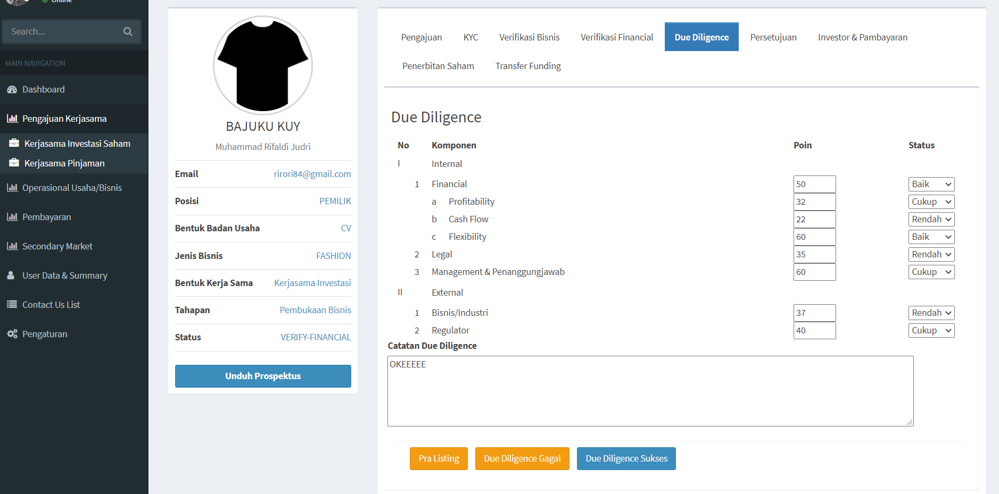 Online
Search...
MAIN NAVIGATION
Dashboard
Pengajuan Kerjasama
Kerjasama Investasi Saham
Kerjasama Pinjaman
Operasional Usaha/Bisnis
Pembayaran
Secondary Market
User Data & Summary
Contact Us List
Pengaturan
BAJUKU KUY
Muhammad Rifaldi Judri
Email rirori84@gmail.com
Posisi PEMILIK
Bentuk Badan Usaha CV
Jenis Bisnis FASHION
Bentuk Kerja Sama Kerjasama Investasi
Tahapan Pembukaan Bisnis
Status VERIFY-FINANCIAL
Unduh Prospektus
Pengajuan KYC Verifikasi Bisnis Verifikasi Financial Due Diligence Persetujuan Investor & Pambayaran
Penerbitan Saham Transfer Funding
Due Diligence
No Komponen Poin Status
I Internal
1 Financial 50 Baik
a Profitability 32 Cukup
b Cash Flow 22 Rendah
c Flexibility 60 Baik
2 Legal 35 Rendah
3 Management & Penanggungjawab 60 Cukup
II External
1 Bisnis/Industri 37 Rendah
2 Regulator 40 Cukup
Catatan Due Diligence
OKEEEEE
Pra Listing Due Diligence Gagal Due Diligence Sukses